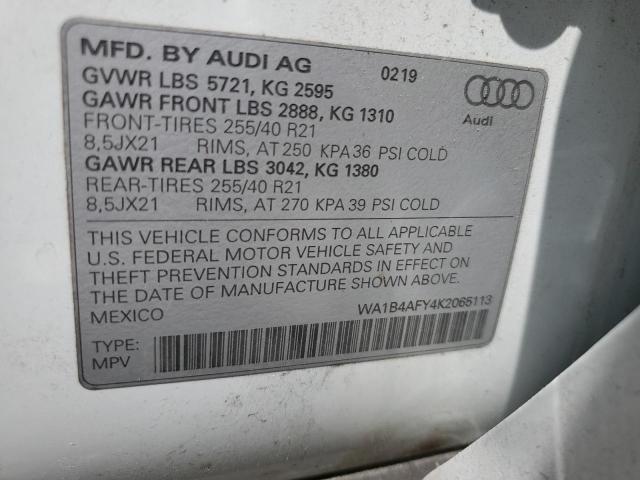 MFD. BY AUDI AG 0219
GVWR LBS 5721, KG 2595
GAWR FRONT LBS 2888, KG 1310
FRONT-TIRES 255/40 R21
8,5JX21 RIMS, AT 250 KPA 36 PSI COLD
GAWR REAR LBS 3042, KG 1380
REAR-TIRES 255/40 R21
8,5JX21 RIMS, AT 270 KPA 39 PSI COLD
Audi
THIS VEHICLE CONFORMS TO ALL APPLICABLE
U.S. FEDERAL MOTOR VEHICLE SAFETY AND
THEFT PREVENTION STANDARDS IN EFFECT ON
THE DATE OF MANUFACTURE SHOWN ABOVE.
MEXICO
WA1B4AFY4K2065113
TYPE:
MPV